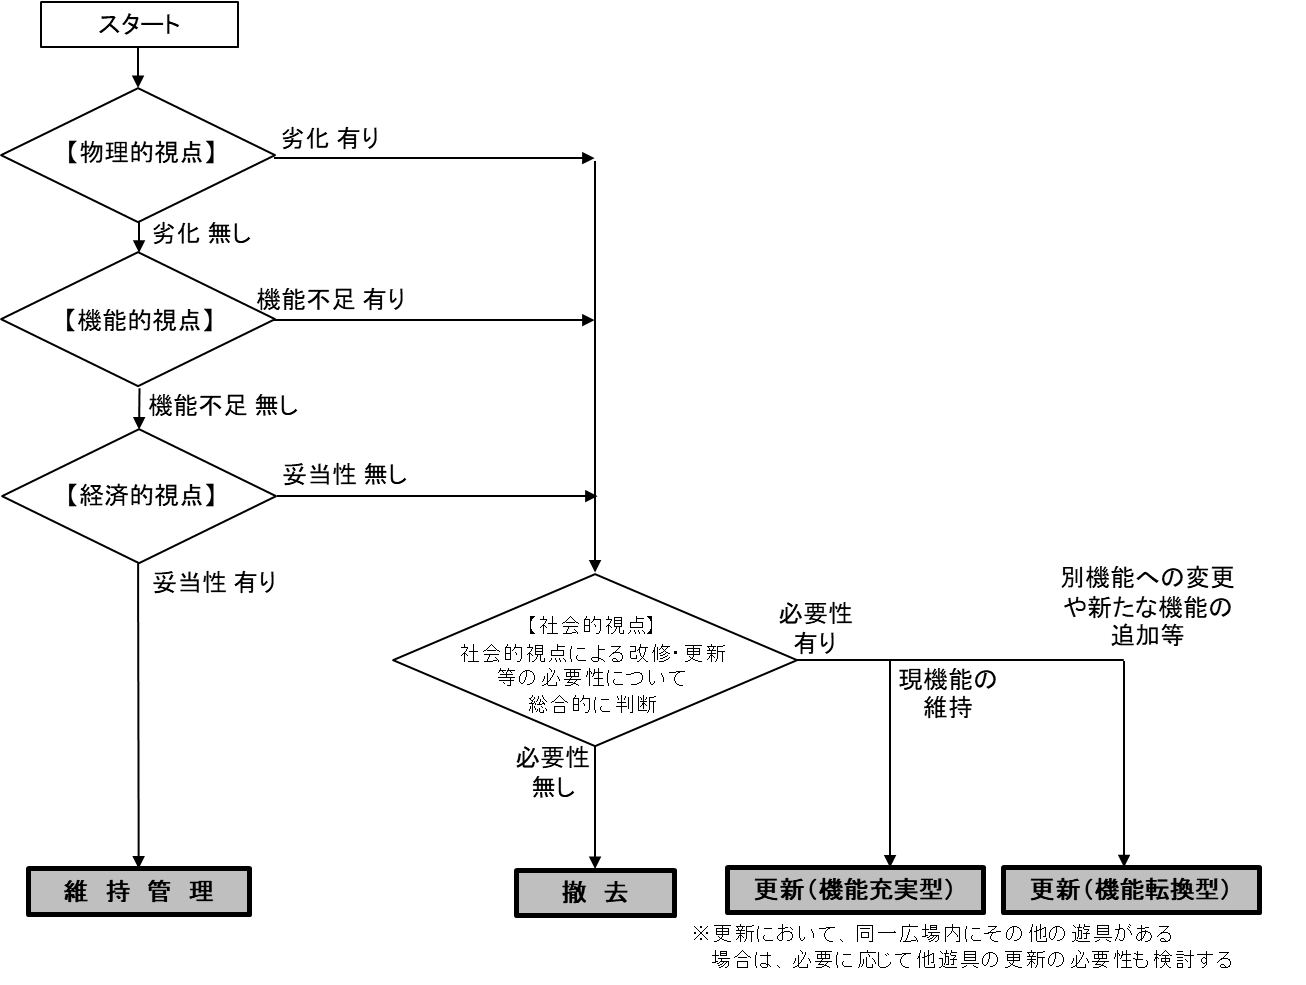 スタート
【物理的視点】
劣化 有り
劣化 無し
【機能的視点】
機能不足 有り
機能不足 無し
【経済的視点】
妥当性 無し
妥当性 有り
【社会的視点】
社会的視点による改修・更新
等の必要性について
総合的に判断
必要性
有り
別機能への変更
や新たな機能の
追加等
現機能の
維持
必要性
無し
維 持 管 理
撤 去
更新（機能充実型）
更新（機能転換型）
※更新において、同一広場内にその他の遊具がある
場合は、必要に応じて他遊具の更新の必要性も検討する